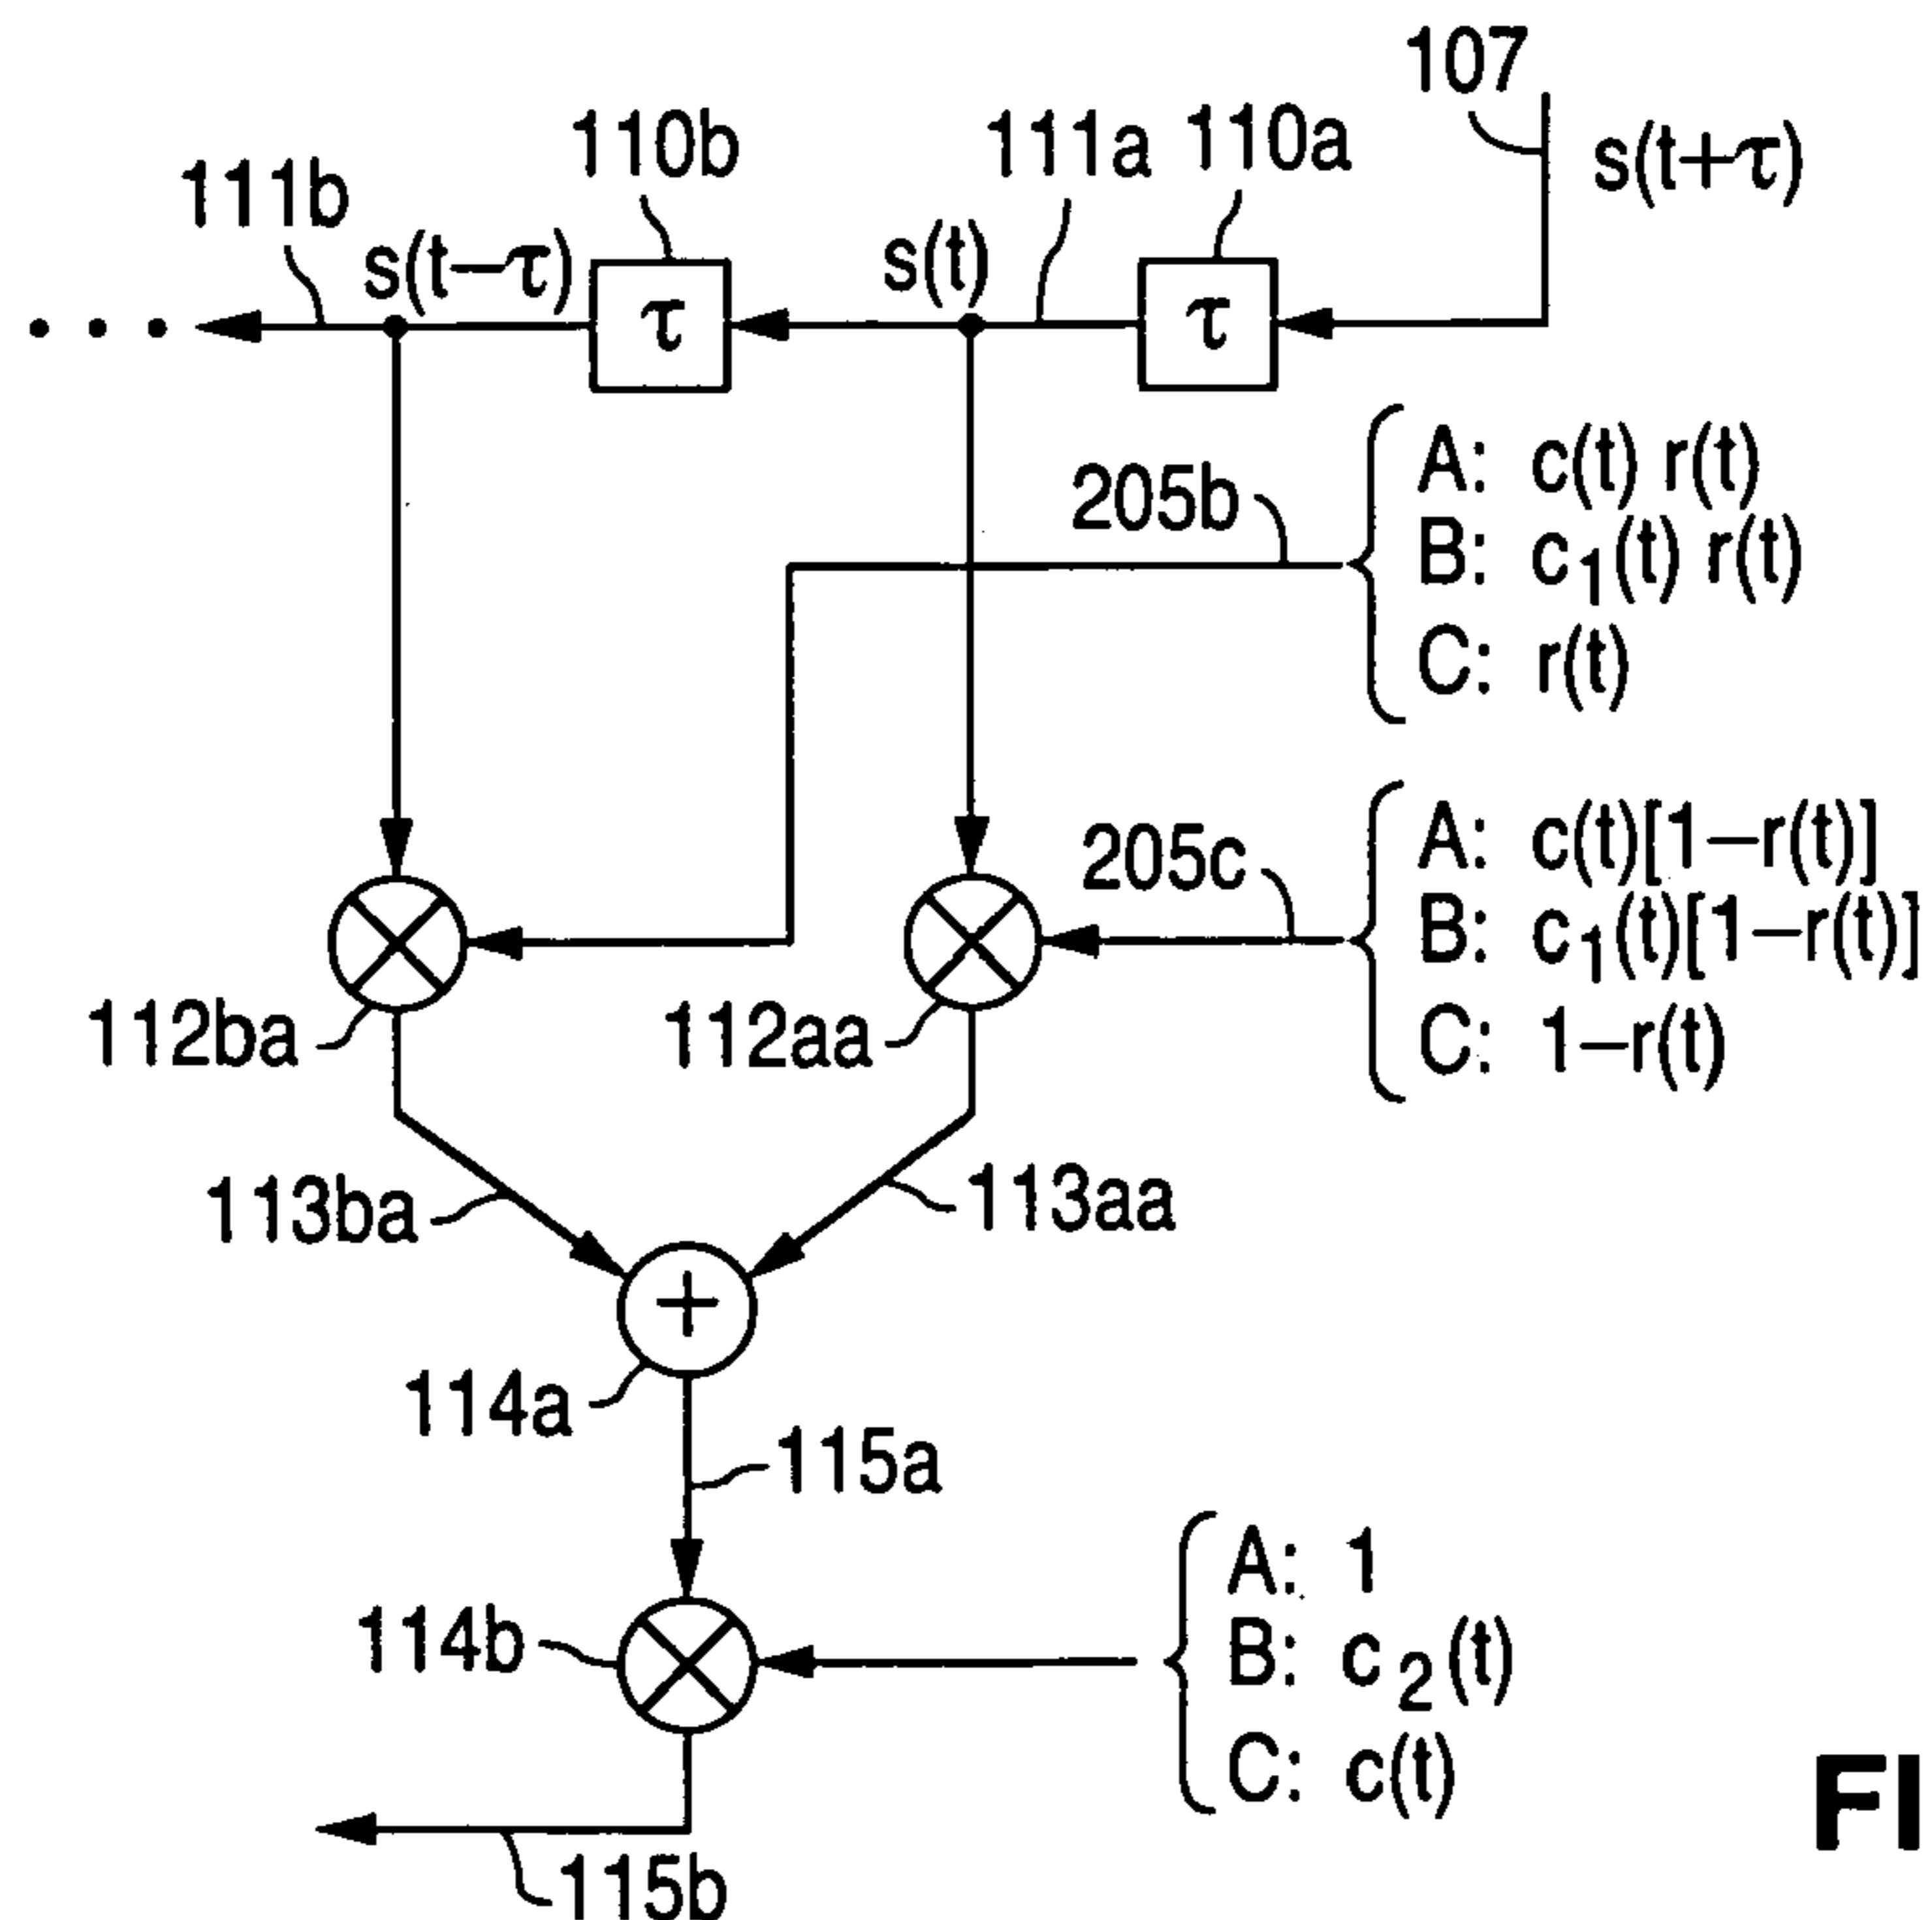 107
110b
111a
110a
s(t+τ)
111b
s(t−τ)
s(t)
τ
τ
• • •
205b
A: c(t) r(t)
B: c1(t) r(t)
C: r(t)
205c
A: c(t)[1−r(t)]
B: c1(t)[1−r(t)]
C: 1−r(t)
112ba
112aa
113ba
113aa
+
114a
115a
114b
A: 1
B: c2(t)
C: c(t)
115b
FI